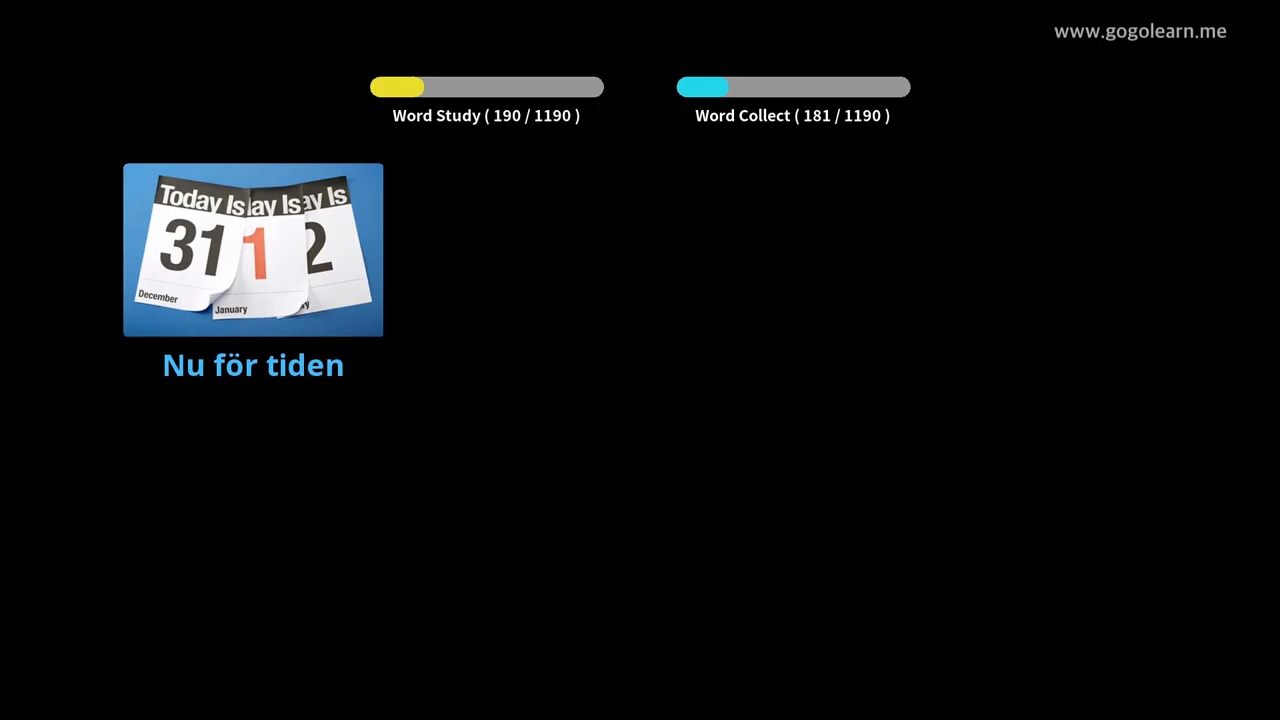 www.gogolearn.me
Word Study ( 190 / 1190 )
Word Collect ( 181 / 1190 )
Today Is
ay Is
ay Is
31
1
2
December
January
ry
Nu för tiden